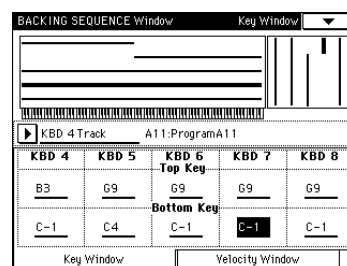 BACKING SEQUENCE Window Key Window
KBD 4 Track A11:ProgramA11
KBD 4 KBD 5 KBD 6 KBD 7 KBD 8
Top Key
B3 G9 G9 G9 G9
Bottom Key
C-1 C4 C-1 C-1 C-1
Key Window Velocity Window